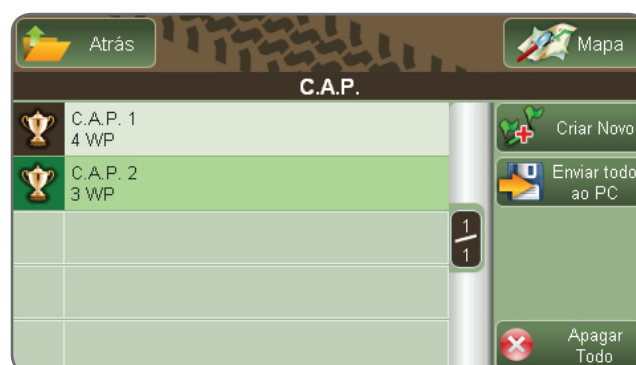 Atrás
Mapa
C.A.P.
C.A.P. 1
4 WP
C.A.P. 2
3 WP
1
1
Criar Novo
Enviar todo
ao PC
Apagar
Todo